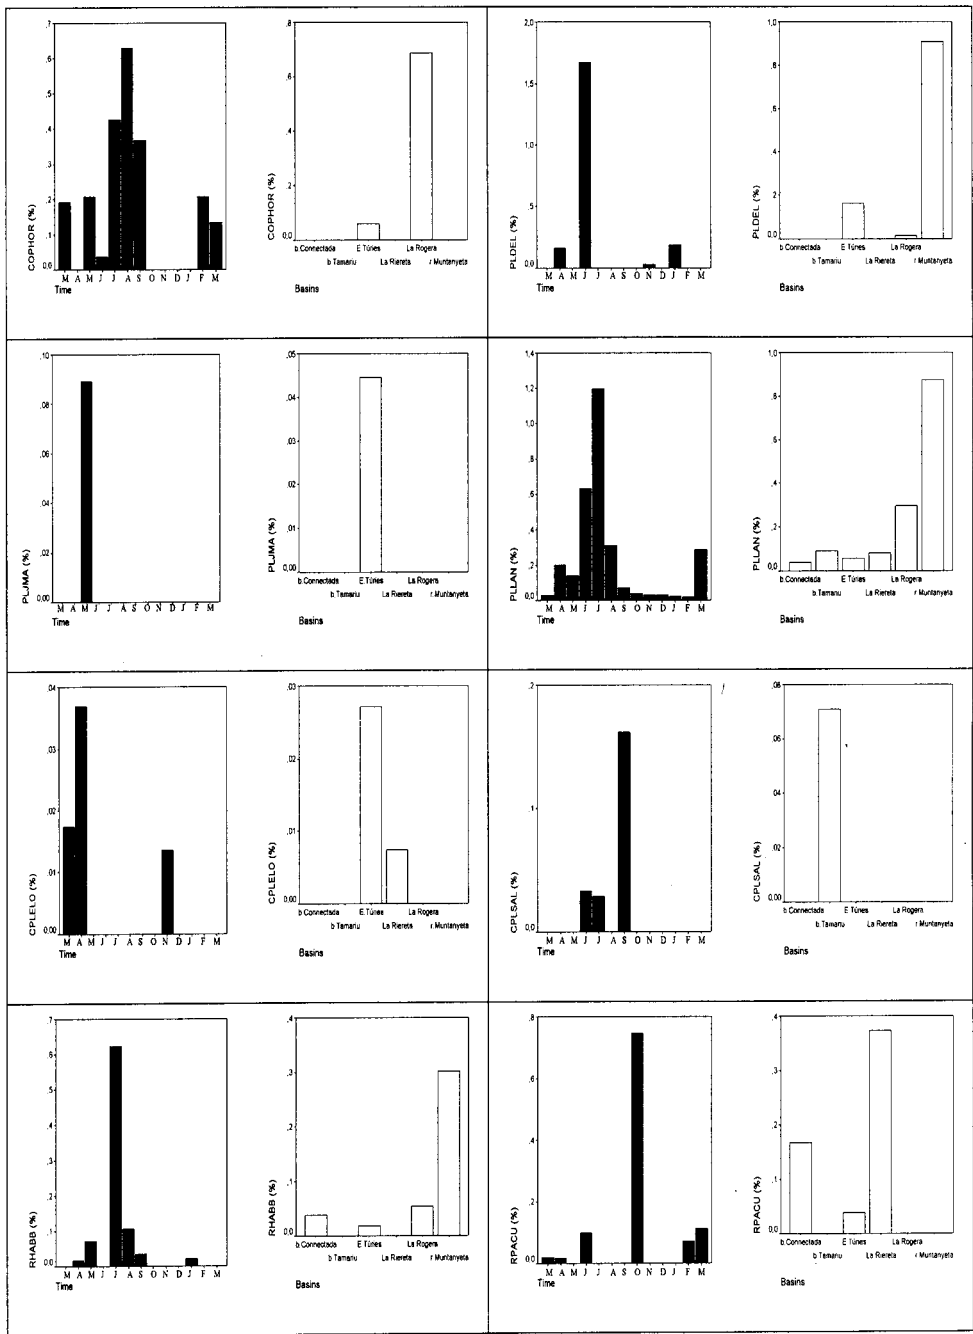 ,7
,6
,5
,4
,3
,2
,1
0,0
COPHOR (%)
M A M J J A S O N D J F M
Time
,8
,6
,4
,2
0,0
COPHOR (%)
b.Connectada E.Túnes La Rogera
b.Tamariu La Riereta r.Muntanyeta
Basins
2,0
1,5
1,0
,5
0,0
PLDEL (%)
M A M J J A S O N D J F M
Time
1,0
,8
,6
,4
,2
0,0
PLDEL (%)
b.Connectada E.Túnes La Rogera
b.Tamariu La Riereta r.Muntanyeta
Basins
,10
,08
,06
,04
,02
0,00
PLJMA (%)
M A M J J A S O N D J F M
Time
,05
,04
,03
,02
,01
0,00
PLJMA (%)
b.Connectada E.Túnes La Rogera
b.Tamariu La Riereta r.Muntanyeta
Basins
1,4
1,2
1,0
,8
,6
,4
,2
0,0
PLLAN (%)
M A M J J A S O N D J F M
Time
1,0
,8
,6
,4
,2
0,0
PLLAN (%)
b.Connectada E.Túnes La Rogera
b.Tamariu La Riereta r.Muntanyeta
Basins
,04
,03
,02
,01
0,00
CPLELO (%)
M A M J J A S O N D J F M
Time
,03
,02
,01
0,00
CPLELO (%)
b.Connectada E.Túnes La Rogera
b.Tamariu La Riereta r.Muntanyeta
Basins
,2
,1
0,0
CPLSAL (%)
M A M J J A S O N D J F M
Time
,08
,06
,04
,02
0,00
CPLSAL (%)
b.Connectada E.Túnes La Rogera
b.Tamariu La Riereta r.Muntanyeta
Basins
,7
,6
,5
,4
,3
,2
,1
0,0
RHABB (%)
M A M J J A S O N D J F M
Time
,4
,3
,2
,1
0,0
RHABB (%)
b.Connectada E.Túnes La Rogera
b.Tamariu La Riereta r.Muntanyeta
Basins
,8
,6
,4
,2
0,0
RPACU (%)
M A M J J A S O N D J F M
Time
,4
,3
,2
,1
0,0
RPACU (%)
b.Connectada E.Túnes La Rogera
b.Tamariu La Riereta r.Muntanyeta
Basins